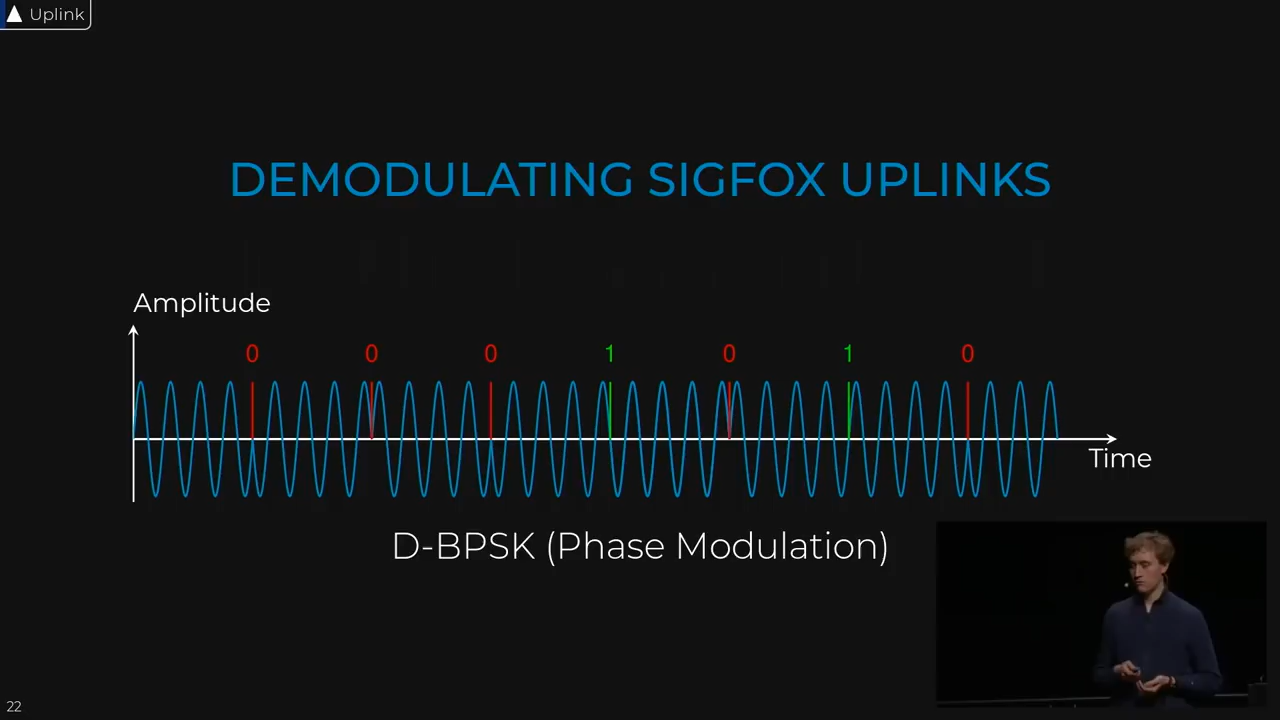 Uplink
DEMODULATING SIGFOX UPLINKS
Amplitude
0 0 0 1 0 1 0
Time
D-BPSK (Phase Modulation)
22